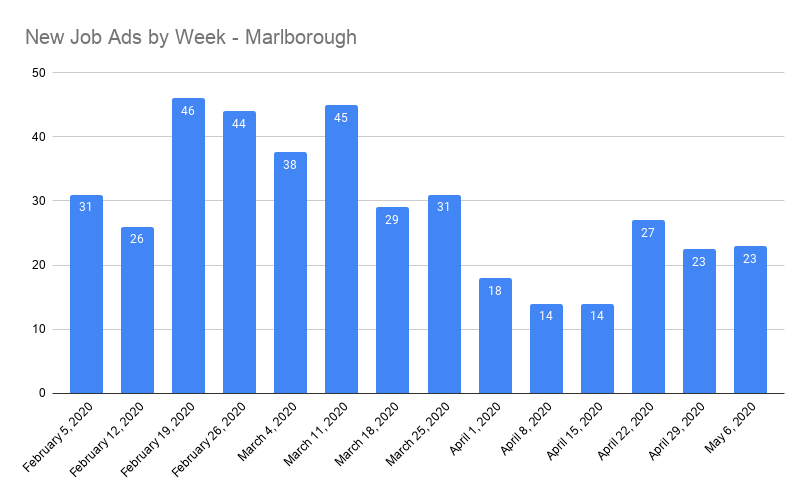 New Job Ads by Week - Marlborough
50
40
30
20
10
0
31
26
46
44
38
45
29
31
18
14
14
27
23
23
February 5, 2020
February 12, 2020
February 19, 2020
February 26, 2020
March 4, 2020
March 11, 2020
March 18, 2020
March 25, 2020
April 1, 2020
April 8, 2020
April 15, 2020
April 22, 2020
April 29, 2020
May 6, 2020